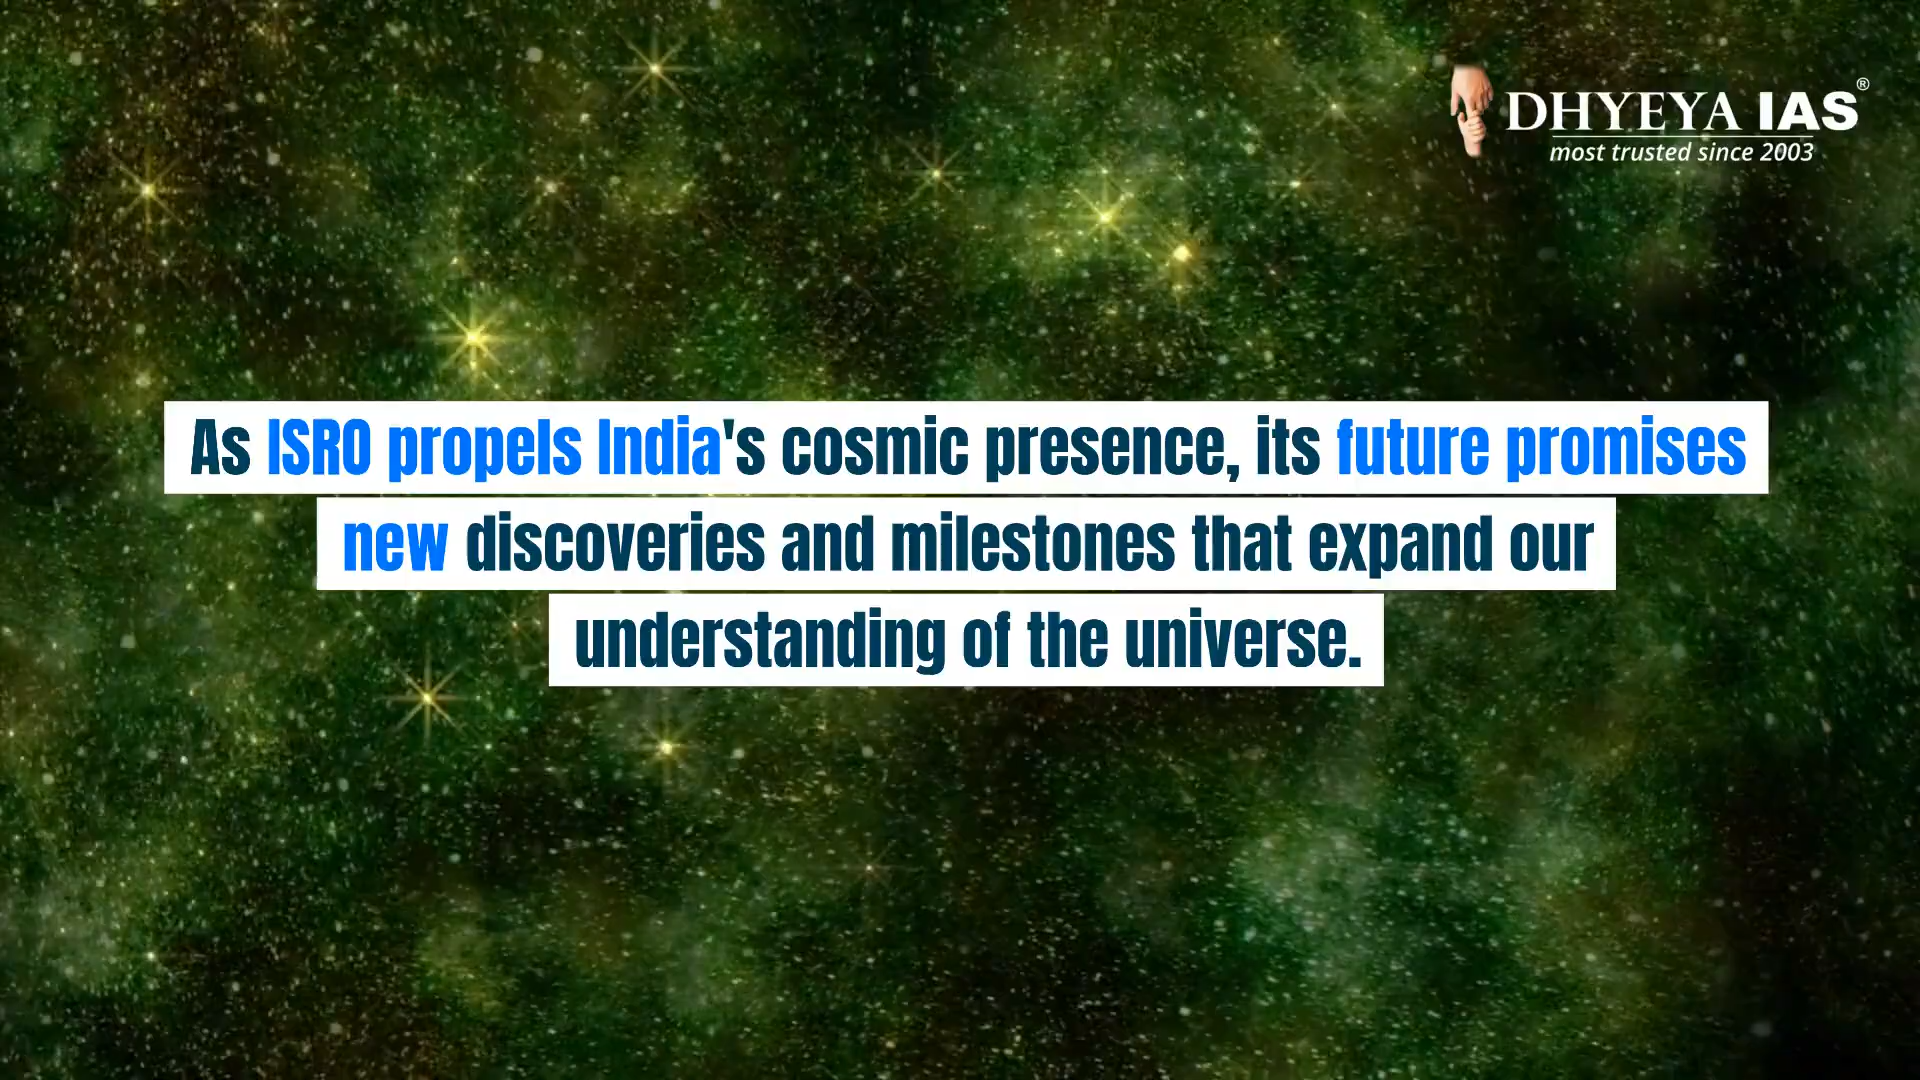 DHYEYA IAS®
most trusted since 2003
As ISRO propels India's cosmic presence, its future promises
new discoveries and milestones that expand our
understanding of the universe.